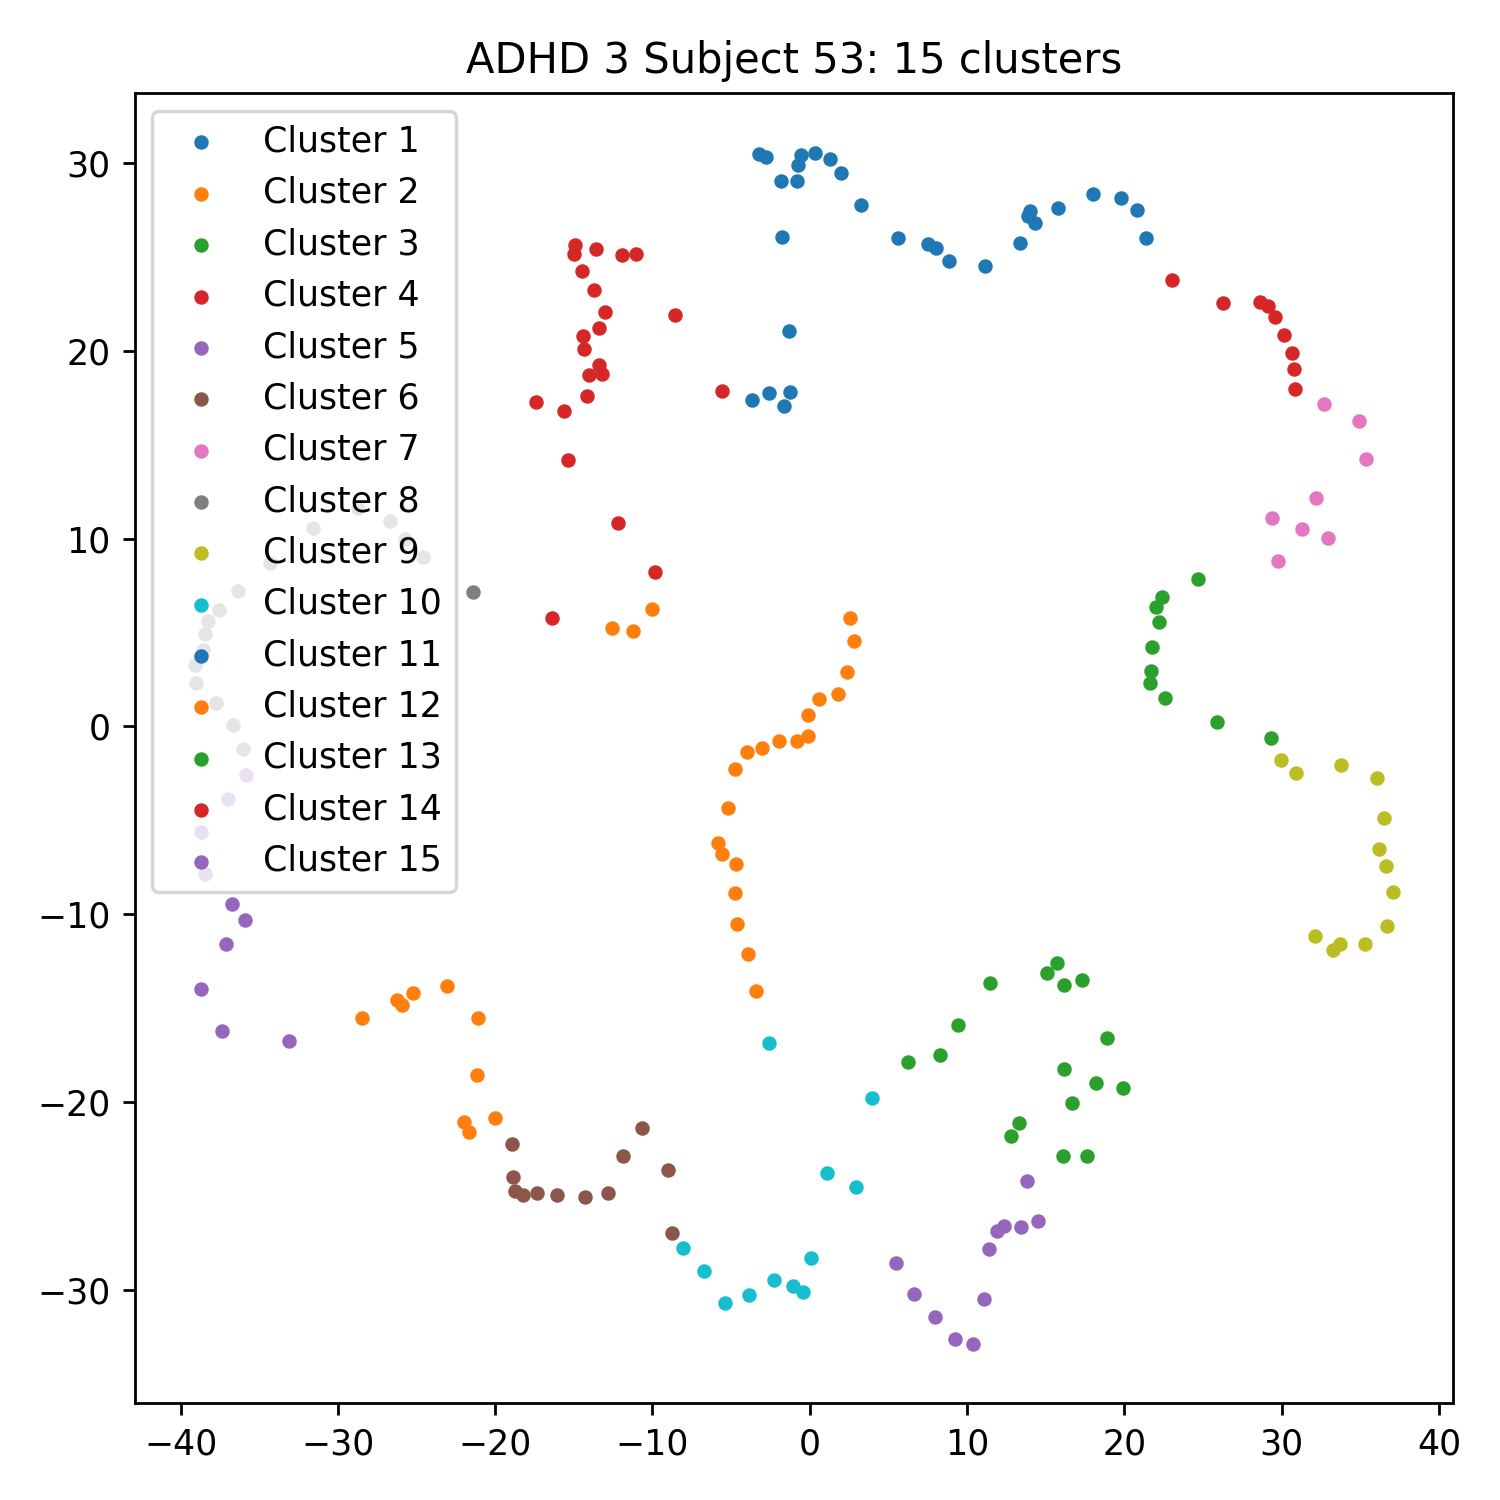 ADHD 3 Subject 53: 15 clusters
Cluster 1
Cluster 2
Cluster 3
Cluster 4
Cluster 5
Cluster 6
Cluster 7
Cluster 8
Cluster 9
Cluster 10
Cluster 11
Cluster 12
Cluster 13
Cluster 14
Cluster 15
30
20
10
0
−10
−20
−30
−40 −30 −20 −10 0 10 20 30 40